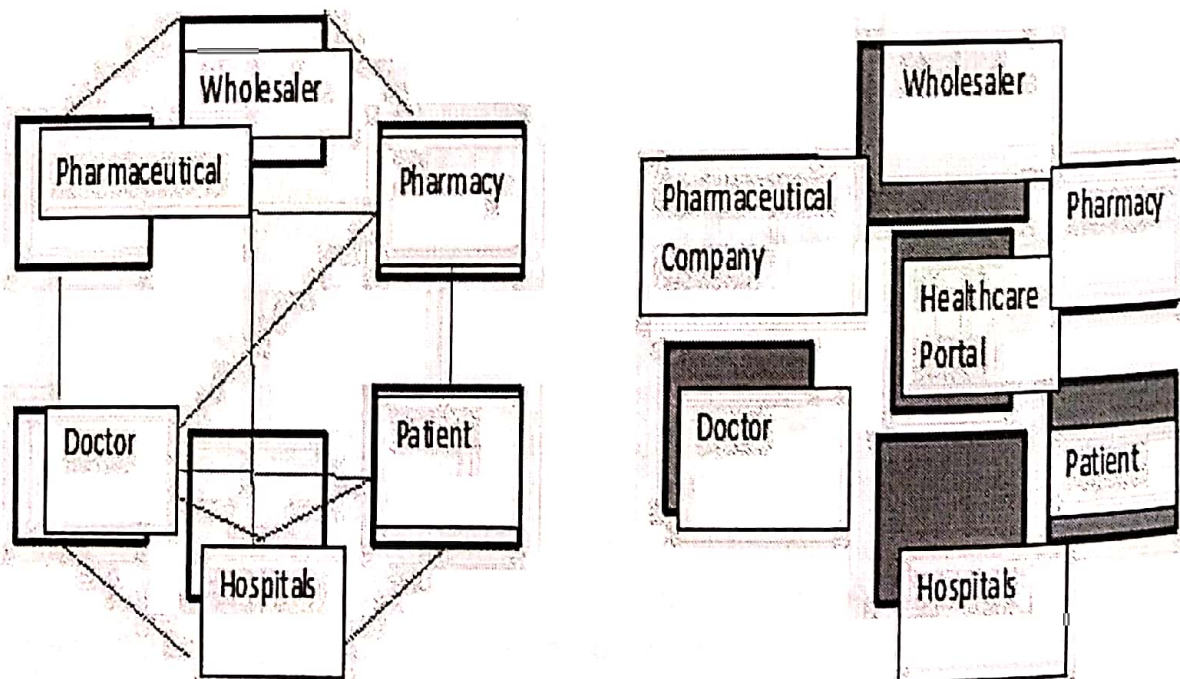 Wholesaler
Pharmaceutical
Pharmacy
Doctor
Patient
Hospitals
Wholesaler
Pharmaceutical
Company
Pharmacy
Healthcare
Portal
Doctor
Patient
Hospitals